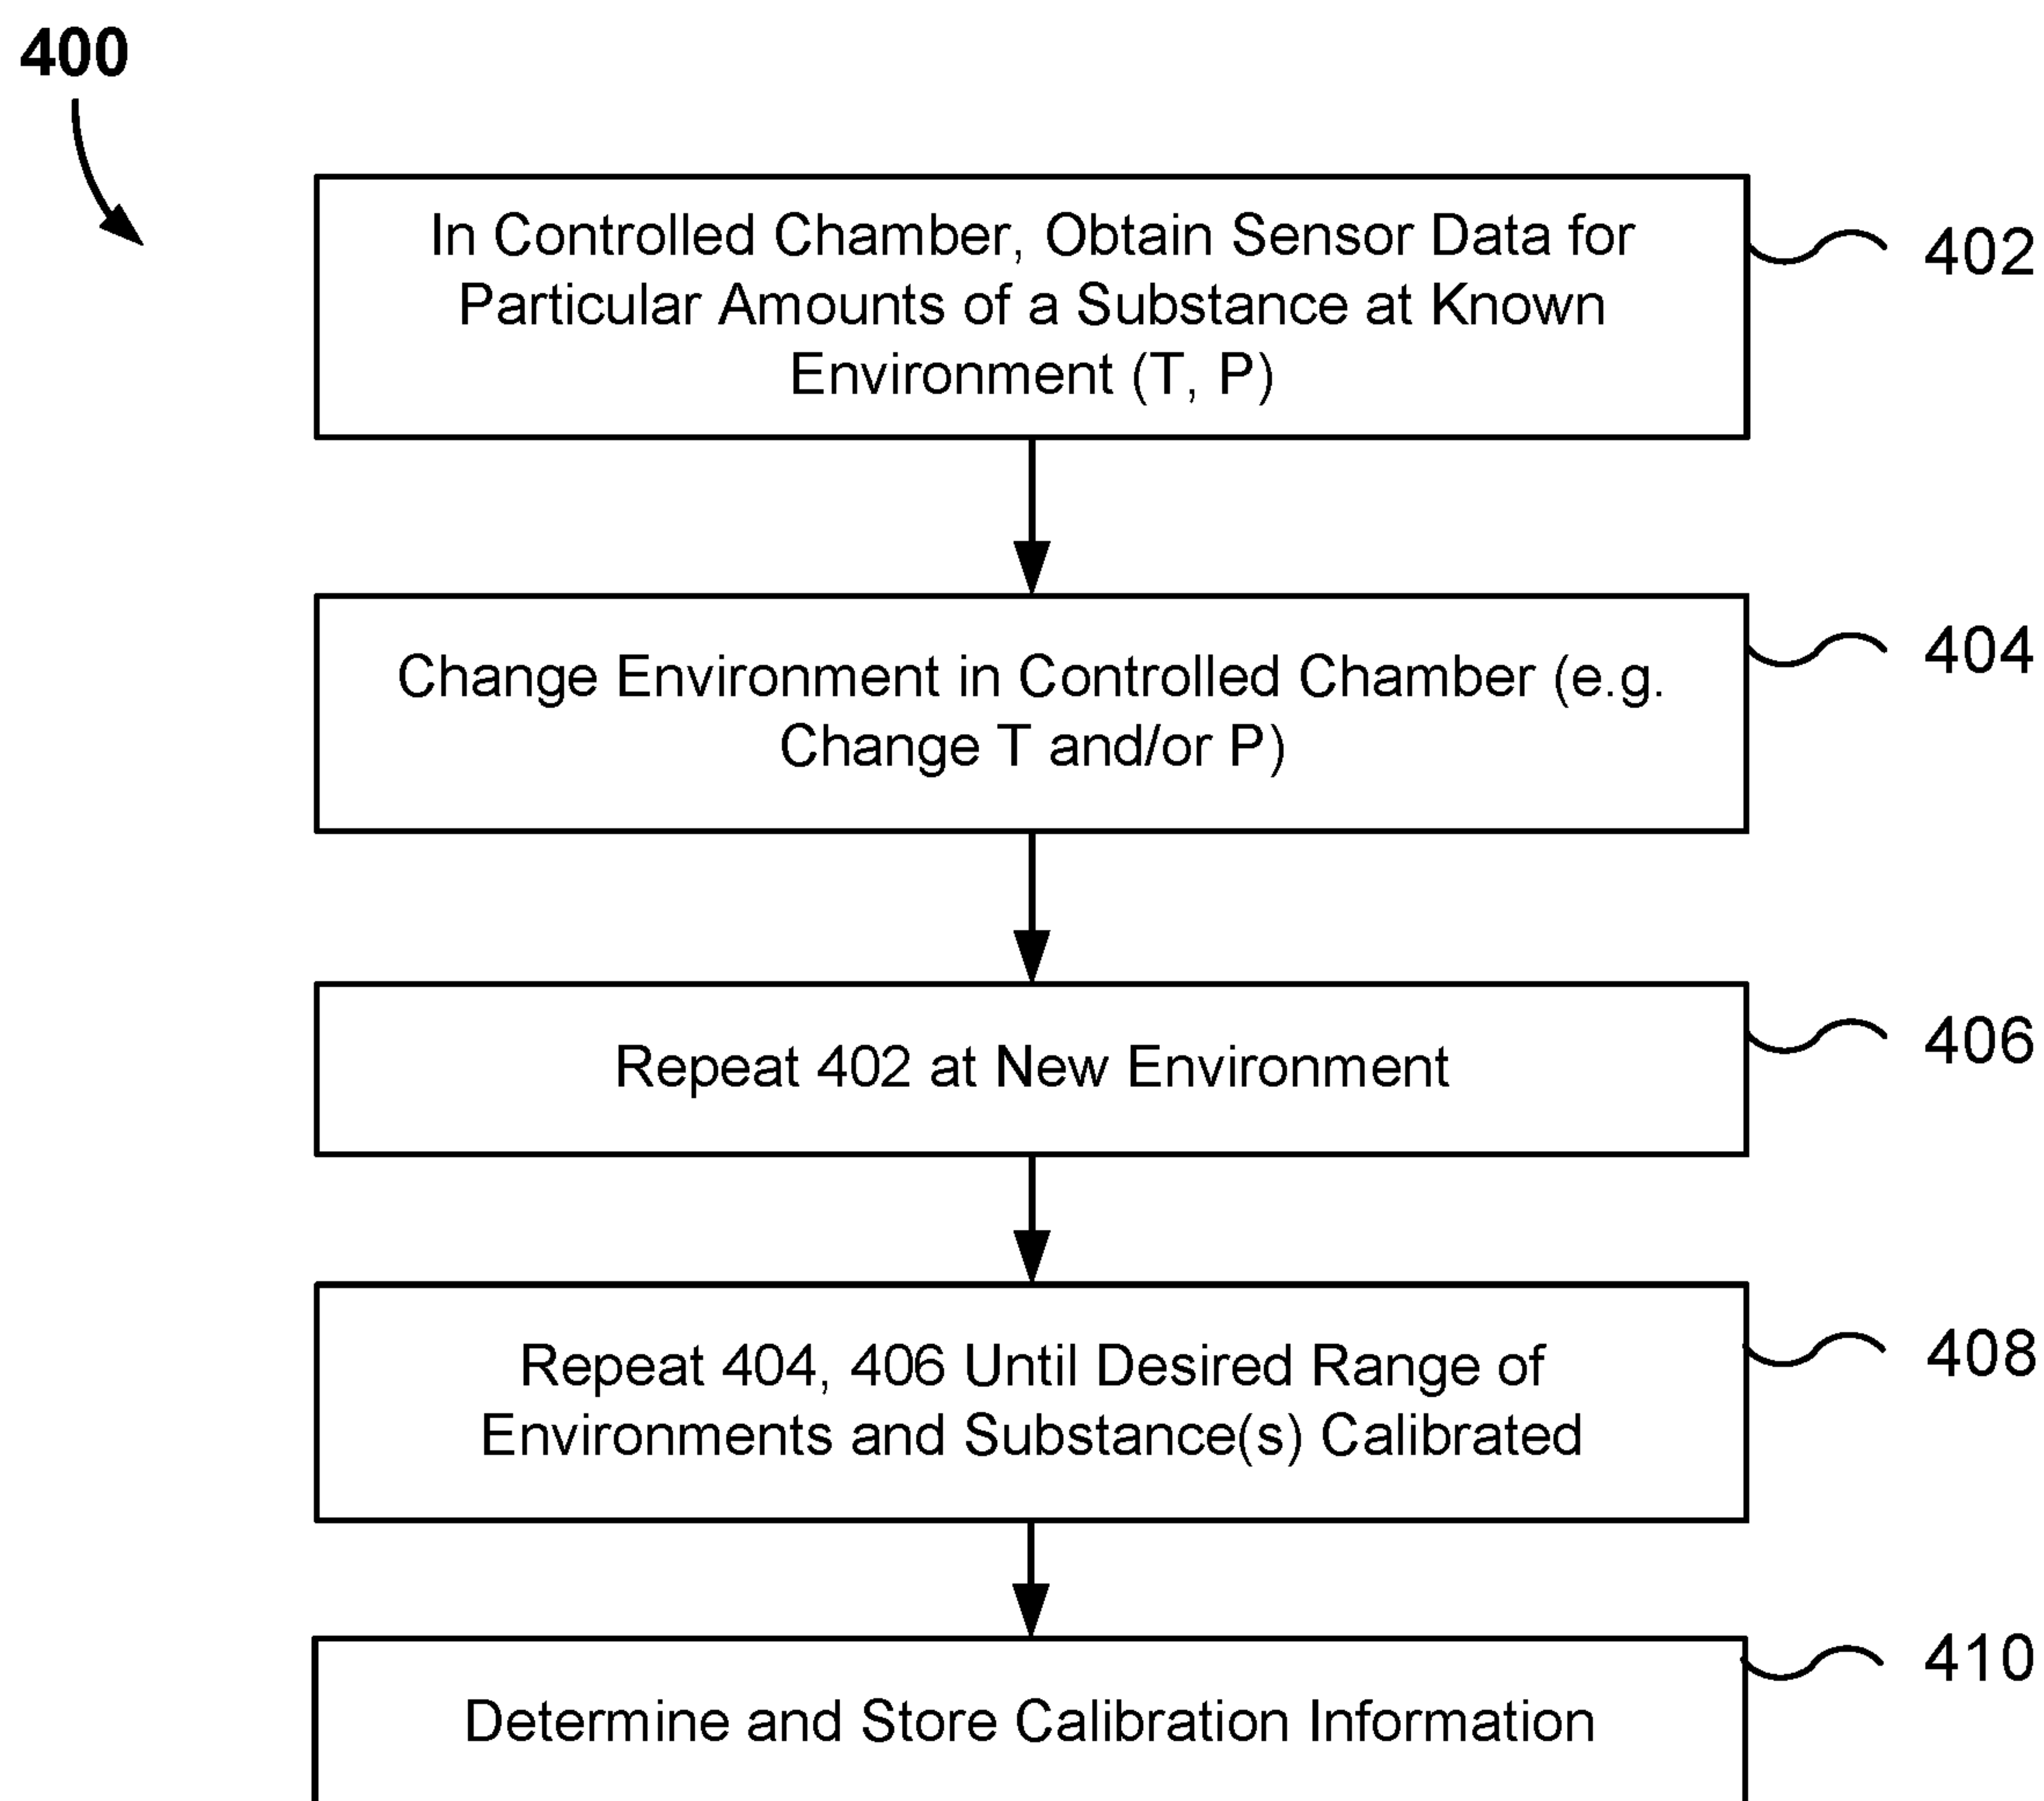 400
In Controlled Chamber, Obtain Sensor Data for
Particular Amounts of a Substance at Known
Environment (T, P)
402
Change Environment in Controlled Chamber (e.g.
Change T and/or P)
404
Repeat 402 at New Environment
406
Repeat 404, 406 Until Desired Range of
Environments and Substance(s) Calibrated
408
Determine and Store Calibration Information
410